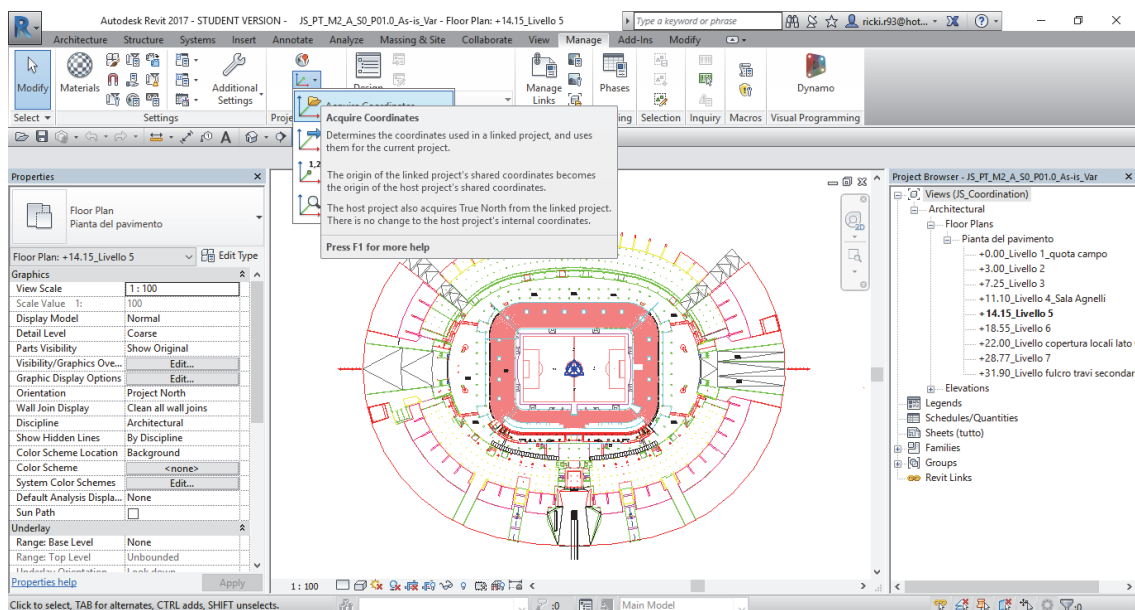 Autodesk Revit 2017 - STUDENT VERSION - JS_PT_M2_A_S0_P01.0_As-is_Var - Floor Plan: +14.15_Livello 5
Type a keyword or phrase
ricki.r93@hot...
Architecture Structure Systems Insert Annotate Analyze Massing & Site Collaborate View Manage Add-Ins Modify
Modify
Materials
Additional Settings
Manage Links
Phases
Dynamo
Select
Settings
Selection
Inquiry
Macros
Visual Programming
Acquire Coordinates
Determines the coordinates used in a linked project, and uses
them for the current project.
The origin of the linked project's shared coordinates becomes
the origin of the host project's shared coordinates.
The host project also acquires True North from the linked project.
There is no change to the host project's internal coordinates.
Press F1 for more help
Properties
Floor Plan
Pianta del pavimento
Floor Plan: +14.15_Livello 5
Edit Type
Graphics
View Scale 1 : 100
Scale Value 1: 100
Display Model Normal
Detail Level Coarse
Parts Visibility Show Original
Visibility/Graphics Ove... Edit...
Graphic Display Options Edit...
Orientation Project North
Wall Join Display Clean all wall joins
Discipline Architectural
Show Hidden Lines By Discipline
Color Scheme Location Background
Color Scheme <none>
System Color Schemes Edit...
Default Analysis Displa... None
Sun Path
Underlay
Range: Base Level None
Range: Top Level Unbounded
Properties help
Apply
2D
1 : 100
Project Browser - JS_PT_M2_A_S0_P01.0_As-is_Var
Views (JS_Coordination)
Architectural
Floor Plans
Pianta del pavimento
+0.00_Livello 1_quota campo
+3.00_Livello 2
+7.25_Livello 3
+11.10_Livello 4_Sala Agnelli
+14.15_Livello 5
+18.55_Livello 6
+22.00_Livello copertura locali lato
+28.77_Livello 7
+31.90_Livello fulcro travi secondar
Elevations
Legends
Schedules/Quantities
Sheets (tutto)
Families
Groups
Revit Links
Click to select, TAB for alternates, CTRL adds, SHIFT unselects.
:0
Main Model
:0